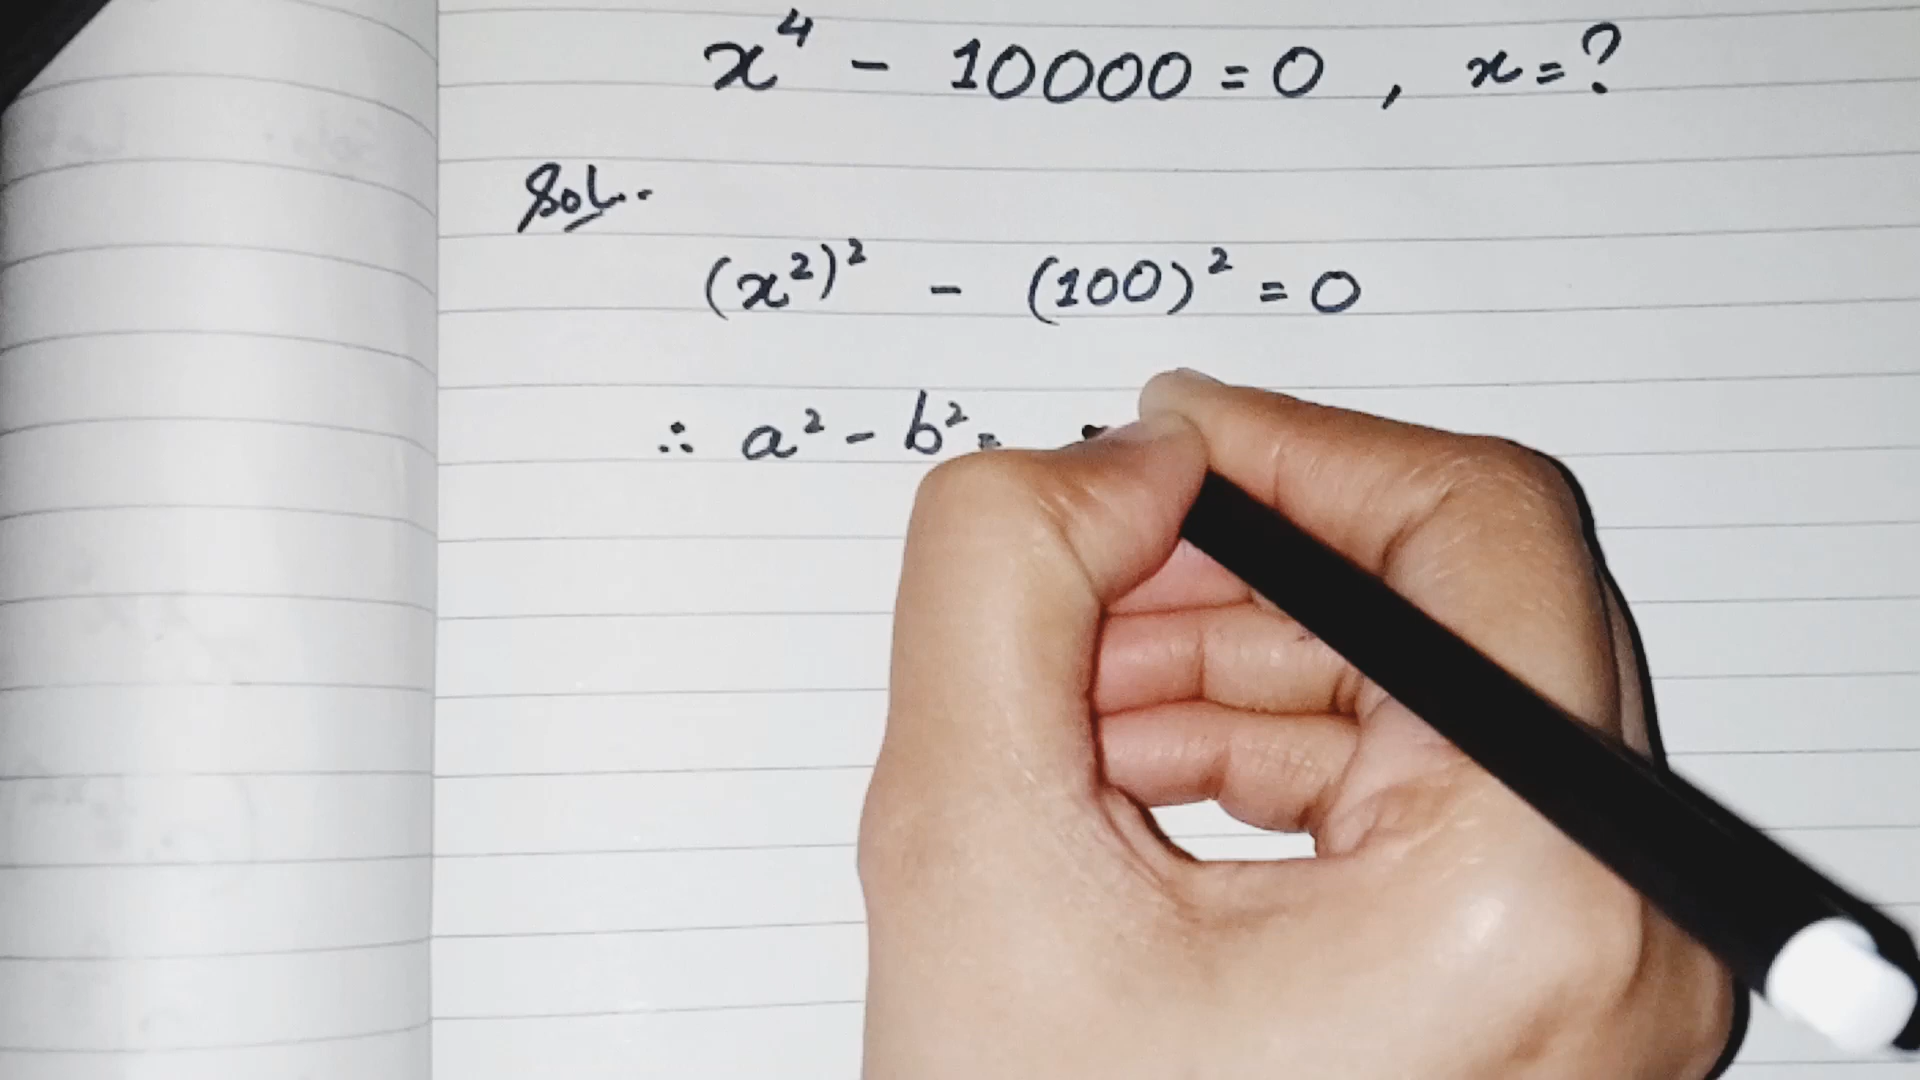 x⁴ - 10000 = 0 , x = ?
Sol.
(x²)² - (100)² = 0
∴ a² - b² =